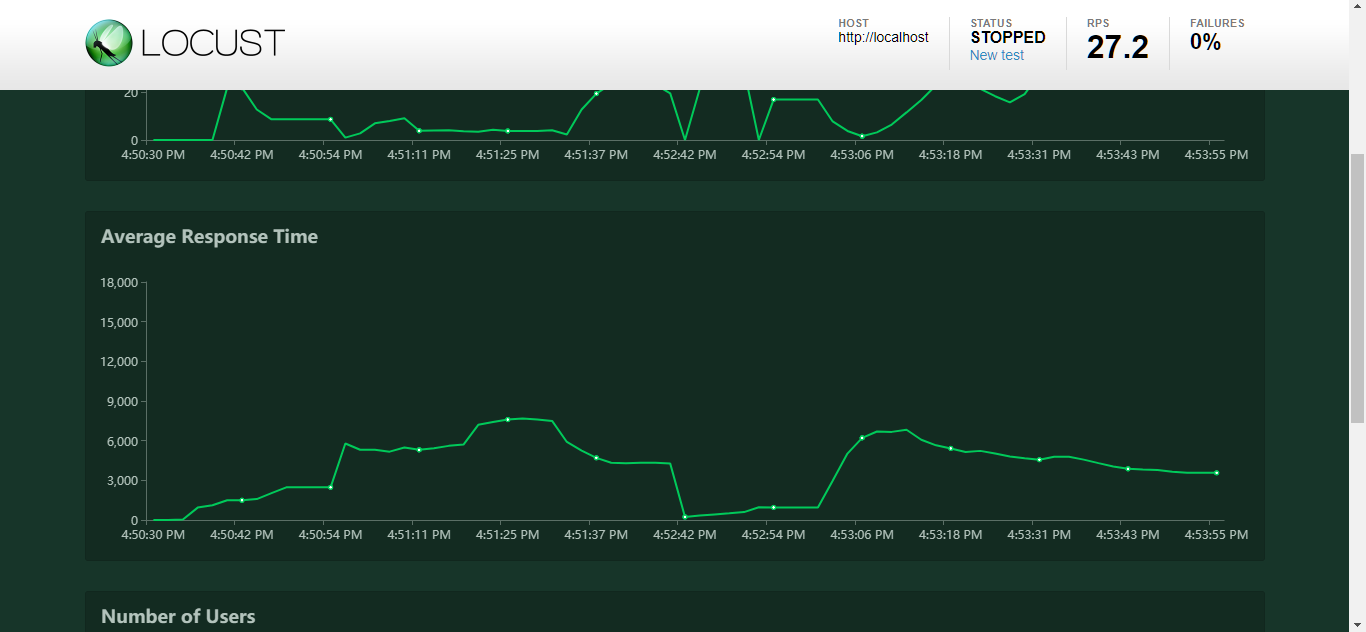 LOCUST
HOST
http://localhost
STATUS
STOPPED
New test
RPS
27.2
FAILURES
0%
20
0
4:50:30 PM 4:50:42 PM 4:50:54 PM 4:51:11 PM 4:51:25 PM 4:51:37 PM 4:52:42 PM 4:52:54 PM 4:53:06 PM 4:53:18 PM 4:53:31 PM 4:53:43 PM 4:53:55 PM
Average Response Time
18,000
15,000
12,000
9,000
6,000
3,000
0
4:50:30 PM 4:50:42 PM 4:50:54 PM 4:51:11 PM 4:51:25 PM 4:51:37 PM 4:52:42 PM 4:52:54 PM 4:53:06 PM 4:53:18 PM 4:53:31 PM 4:53:43 PM 4:53:55 PM
Number of Users